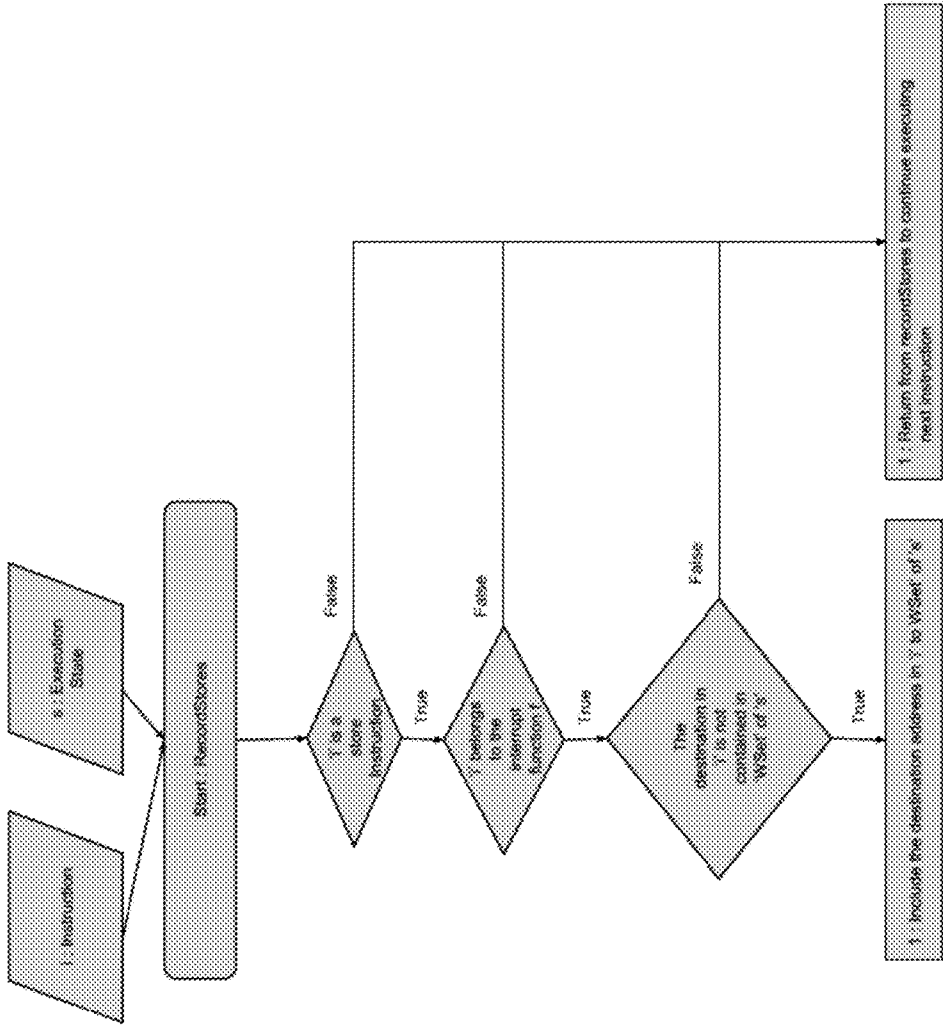 i : Instruction
s : Execution
State
Start : RecordStores
'i' is a
store
Instruction
False
True
'i' belongs
to the
interrupt
function f
False
True
The
destination in
'i' is not
contained in
WSet of 's'
False
True
1 : Include the destination address in 'i' to WSet of 's'
1 : Return from recordStores to continue executing
next instruction